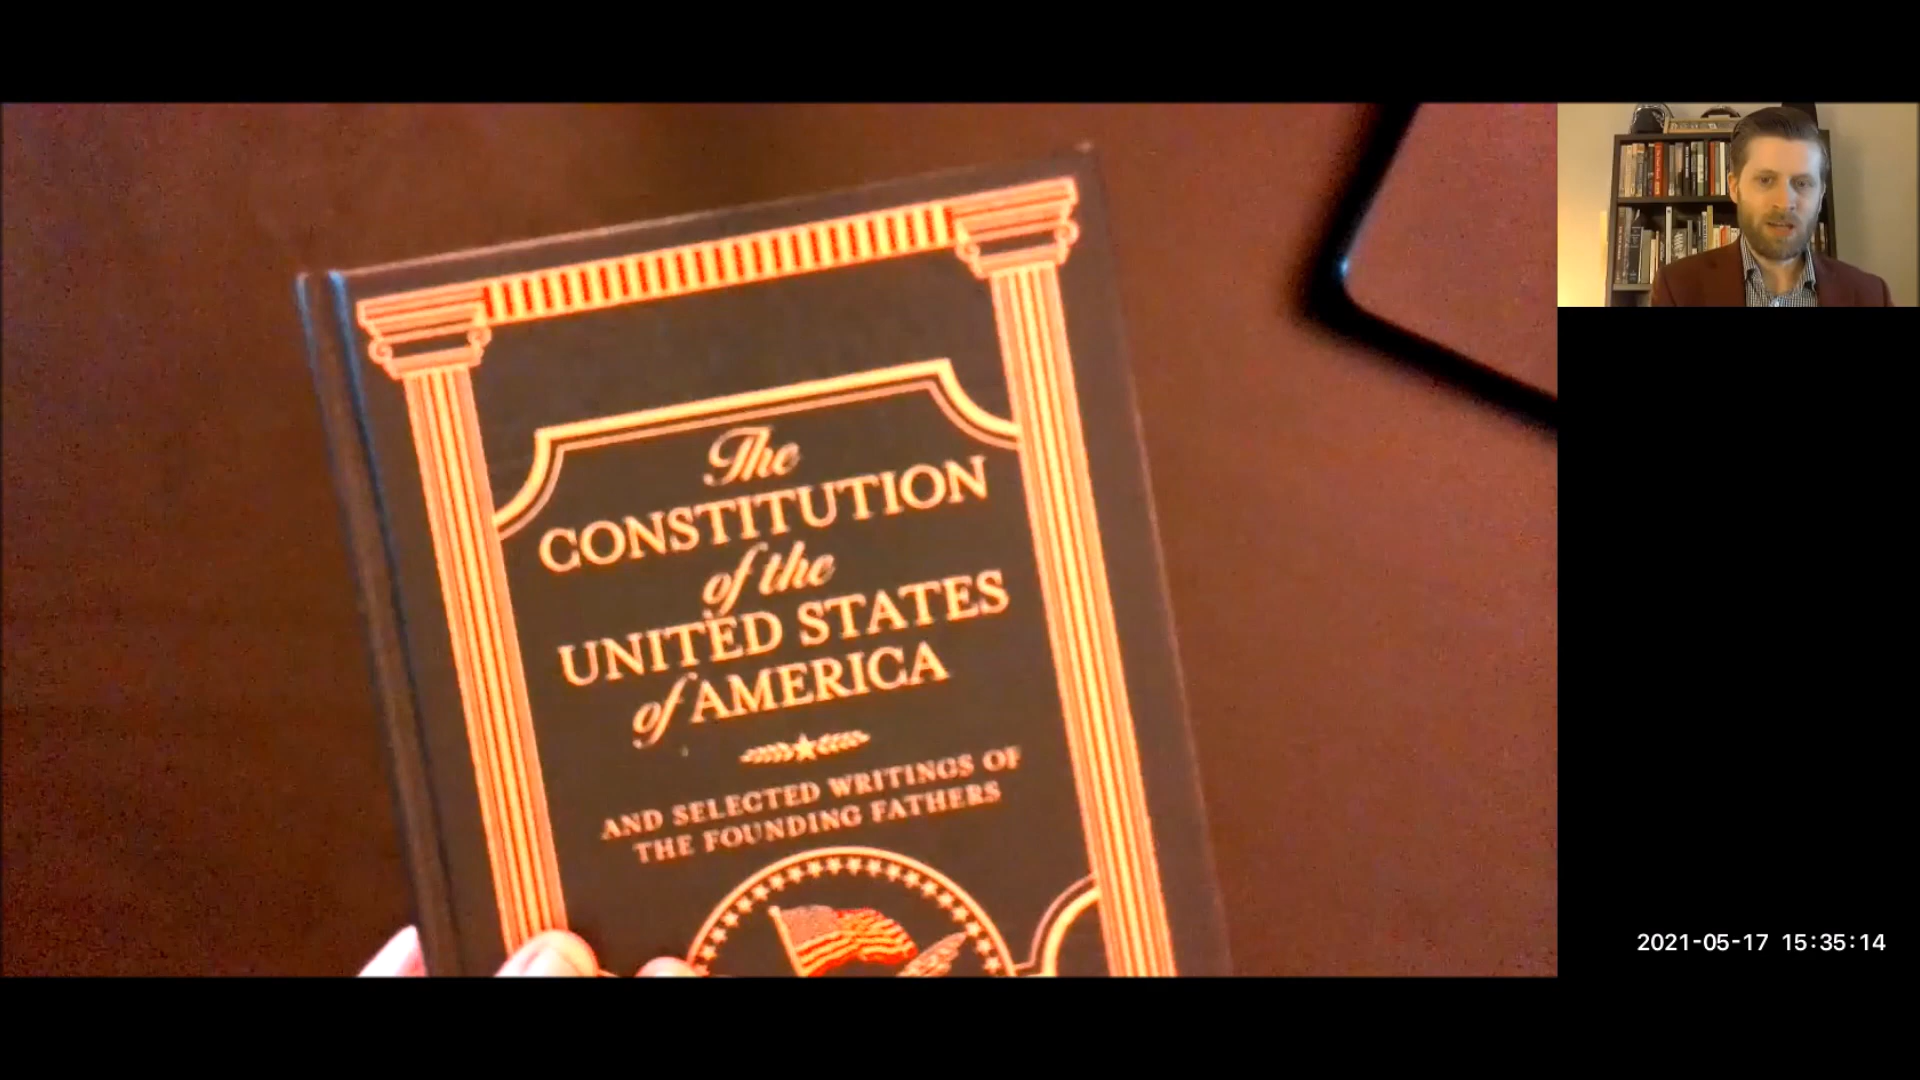 The
CONSTITUTION
of the
UNITED STATES
of AMERICA
AND SELECTED WRITINGS OF
THE FOUNDING FATHERS
2021-05-17 15:35:14